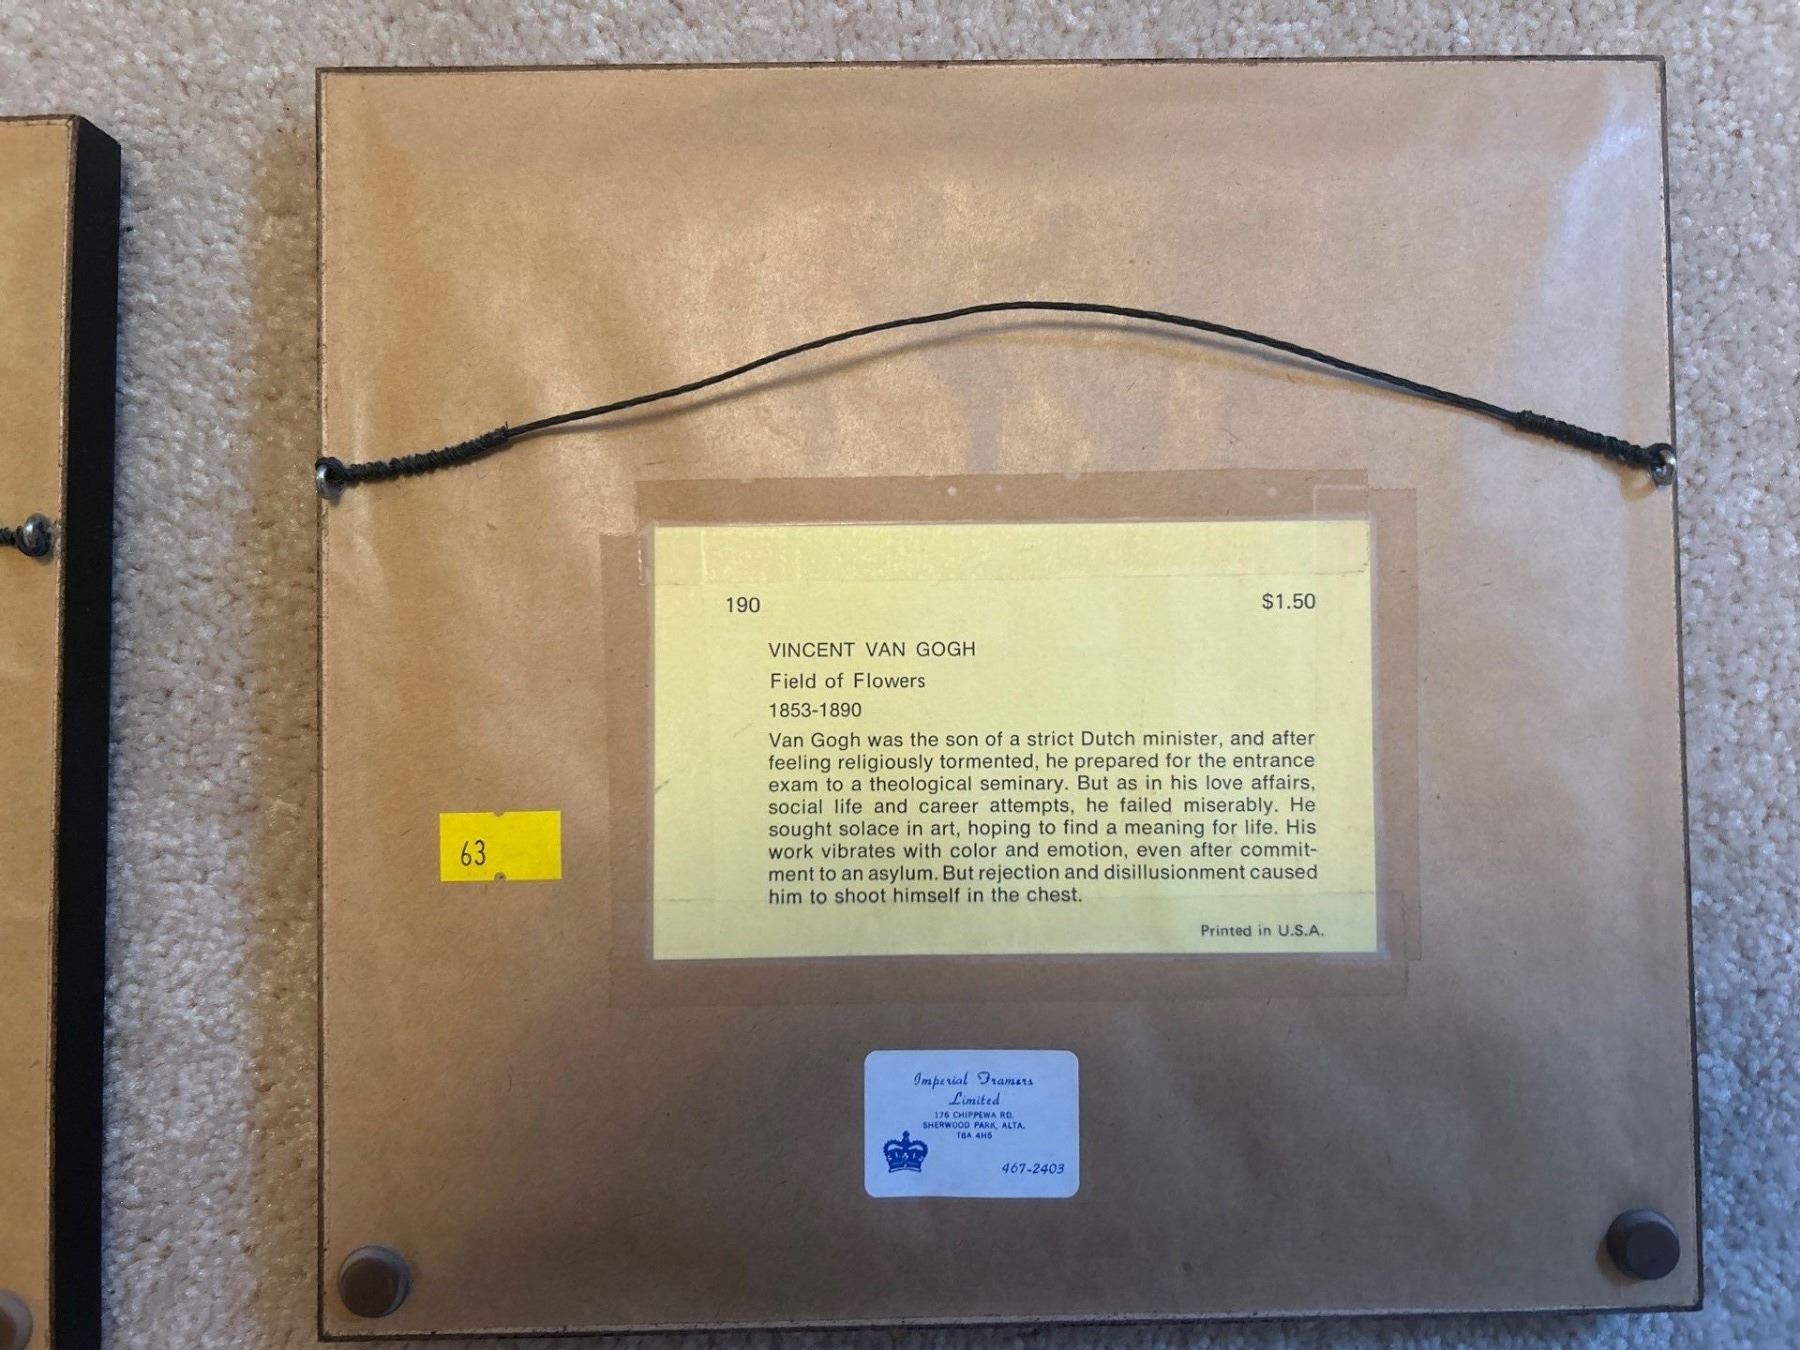 190 $1.50
VINCENT VAN GOGH
Field of Flowers
1853-1890
Van Gogh was the son of a strict Dutch minister, and after
feeling religiously tormented, he prepared for the entrance
exam to a theological seminary. But as in his love affairs,
social life and career attempts, he failed miserably. He
sought solace in art, hoping to find a meaning for life. His
work vibrates with color and emotion, even after commit-
ment to an asylum. But rejection and disillusionment caused
him to shoot himself in the chest.
Printed in U.S.A.
63
Imperial Framers
Limited
176 CHIPPEWA RD.
SHERWOOD PARK, ALTA.
T8A 4H5
467-2403